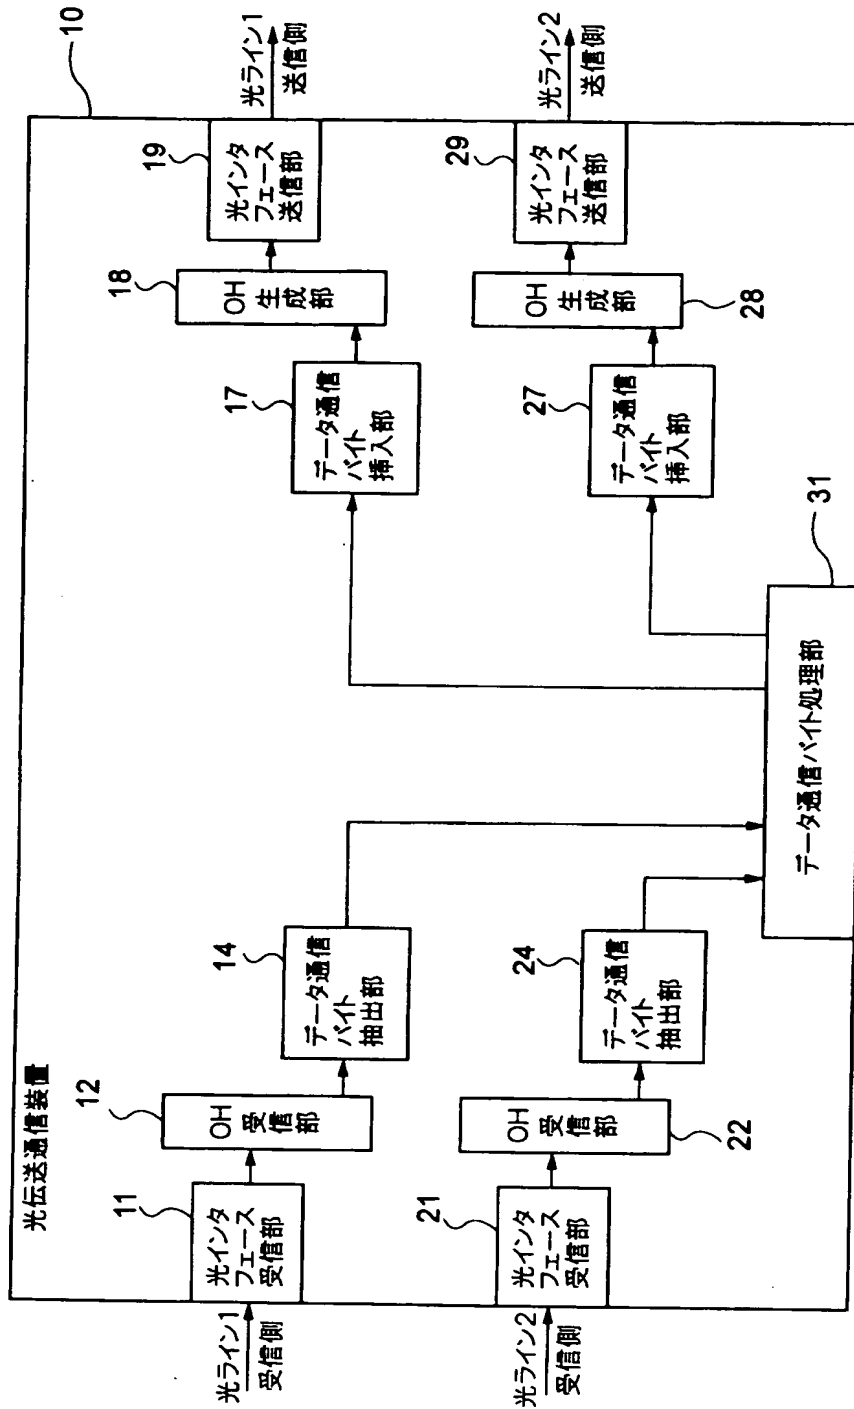 光伝送通信装置
10
光ライン1
受信側
11
光インタ
フェース
受信部
12
OH
受信部
14
データ通信
バイト
抽出部
17
データ通信
バイト
挿入部
18
OH
生成部
19
光インタ
フェース
送信部
光ライン1
送信側
光ライン2
受信側
21
光インタ
フェース
受信部
22
OH
受信部
24
データ通信
バイト
抽出部
27
データ通信
バイト
挿入部
28
OH
生成部
29
光インタ
フェース
送信部
光ライン2
送信側
31
データ通信バイト処理部